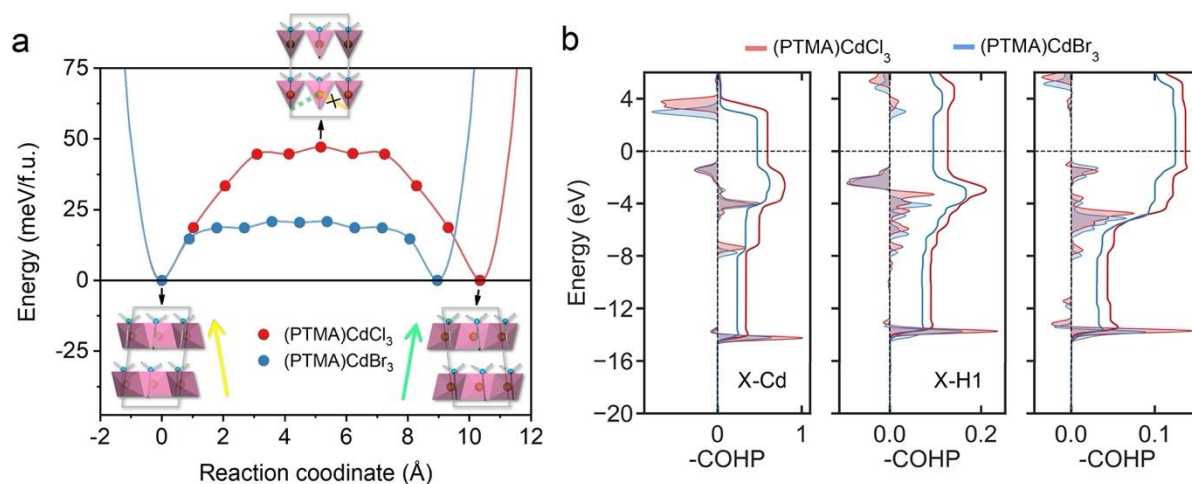 a
Energy (meV/f.u.)
75
50
25
0
-25
-2 0 2 4 6 8 10 12
Reaction coodinate (Å)
(PTMA)CdCl₃
(PTMA)CdBr₃
b
(PTMA)CdCl₃ (PTMA)CdBr₃
Energy (eV)
4
0
−4
−8
−12
−16
−20
X-Cd
0 1
-COHP
X-H1
0.0 0.2
-COHP
0.0 0.1
-COHP